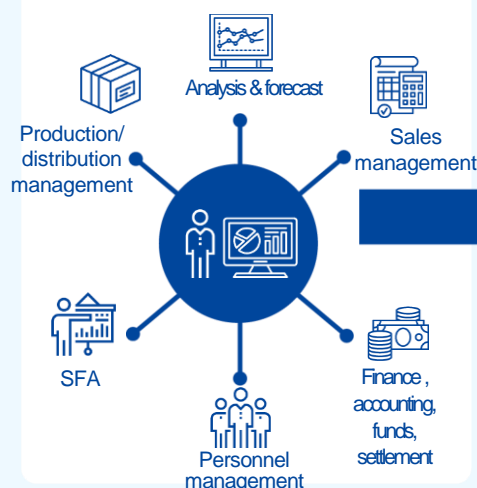 Analysis & forecast
Production/
distribution
management
Sales
management
SFA
Finance ,
accounting,
funds,
settlement
Personnel
management